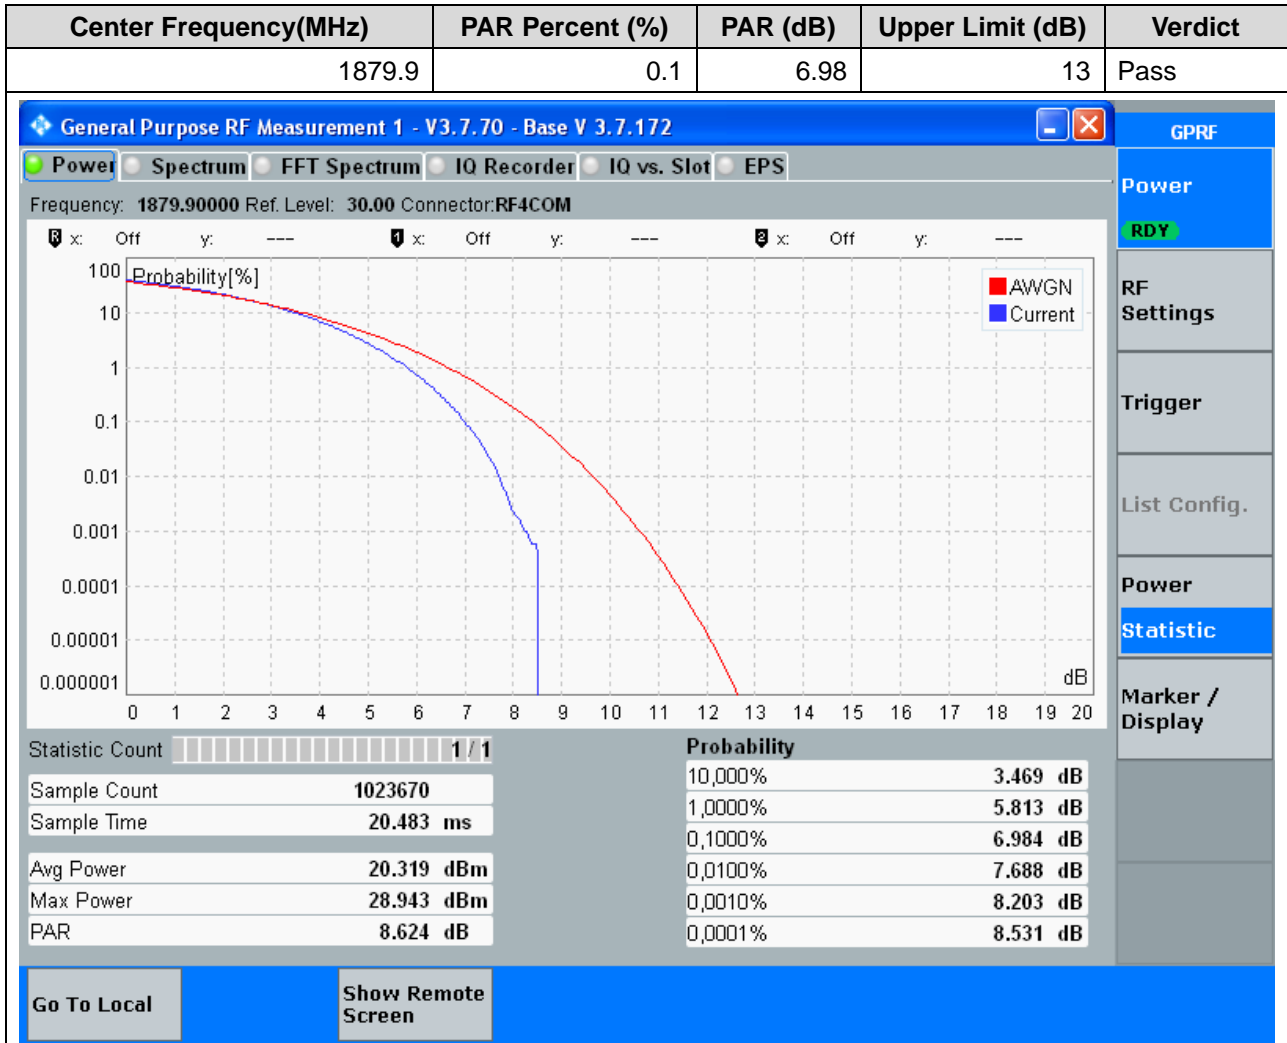 Center Frequency(MHz) PAR Percent (%) PAR (dB) Upper Limit (dB) Verdict
1879.9 0.1 6.98 13 Pass
General Purpose RF Measurement 1 - V3.7.70 - Base V 3.7.172
GPRF
Power Spectrum FFT Spectrum IQ Recorder IQ vs. Slot EPS
Power
RDY
Frequency: 1879.90000 Ref. Level: 30.00 Connector:RF4COM
R x: Off y: --- 1 x: Off y: --- 2 x: Off y: ---
Probability[%]
AWGN
Current
100
10
1
0.1
0.01
0.001
0.0001
0.00001
0.000001
dB
0 1 2 3 4 5 6 7 8 9 10 11 12 13 14 15 16 17 18 19 20
RF
Settings
Trigger
List Config.
Power
Statistic
Marker /
Display
Statistic Count 1 / 1
Sample Count 1023670
Sample Time 20.483 ms
Avg Power 20.319 dBm
Max Power 28.943 dBm
PAR 8.624 dB
Probability
10,000% 3.469 dB
1,0000% 5.813 dB
0,1000% 6.984 dB
0,0100% 7.688 dB
0,0010% 8.203 dB
0,0001% 8.531 dB
Go To Local
Show Remote
Screen